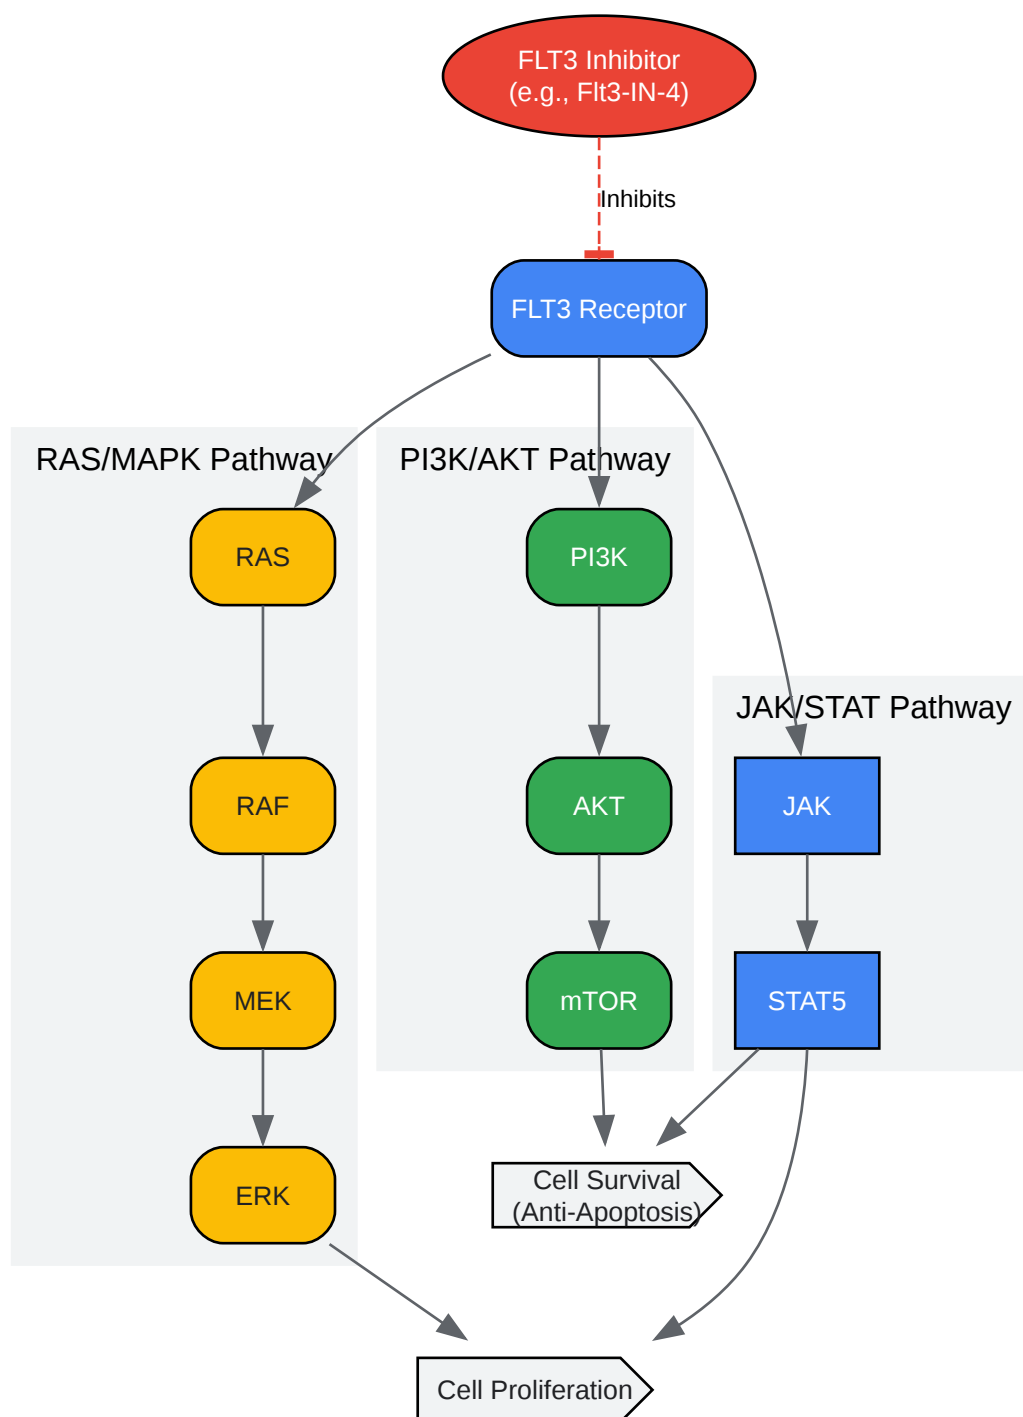 FLT3 Inhibitor
(e.g., Flt3-IN-4)
Inhibits
FLT3 Receptor
RAS/MAPK Pathway
PI3K/AKT Pathway
RAS
PI3K
JAK/STAT Pathway
RAF
AKT
JAK
MEK
mTOR
STAT5
ERK
Cell Survival
(Anti-Apoptosis)
Cell Proliferation